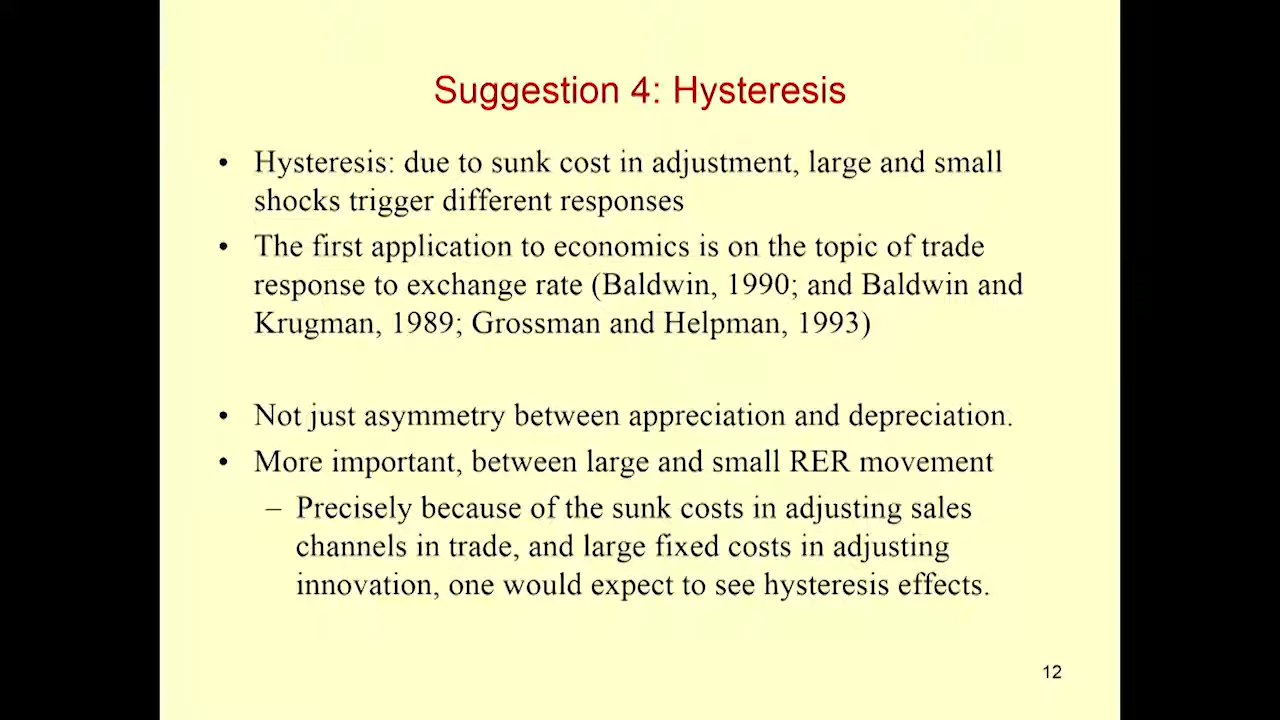 Suggestion 4: Hysteresis
• Hysteresis: due to sunk cost in adjustment, large and small
shocks trigger different responses
• The first application to economics is on the topic of trade
response to exchange rate (Baldwin, 1990; and Baldwin and
Krugman, 1989; Grossman and Helpman, 1993)
• Not just asymmetry between appreciation and depreciation.
• More important, between large and small RER movement
– Precisely because of the sunk costs in adjusting sales
channels in trade, and large fixed costs in adjusting
innovation, one would expect to see hysteresis effects.
12